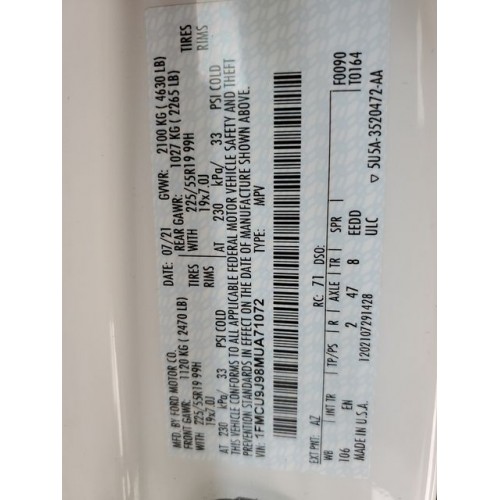 MFD. BY FORD MOTOR CO.
DATE: 07/21 GVWR: 2100 KG ( 4630 LB)
FRONT GAWR: 1120 KG ( 2470 LB) REAR GAWR: 1027 KG ( 2265 LB)
WITH 225/55R19 99H TIRES WITH 225/55R19 99H TIRES
19x7.0J RIMS 19x7.0J RIMS
AT 230 kPa/ 33 PSI COLD AT 230 kPa/ 33 PSI COLD
THIS VEHICLE CONFORMS TO ALL APPLICABLE FEDERAL MOTOR VEHICLE SAFETY AND THEFT
PREVENTION STANDARDS IN EFFECT ON THE DATE OF MANUFACTURE SHOWN ABOVE.
VIN: 1FMCU9J98MUA71072 TYPE: MPV
F0090
T0164
EXT PNT: AZ RC: 71 DSO:
WB INT TR TP/PS R AXLE TR SPR
106 EN 2 47 8 EEDD
MADE IN U.S.A. ULC
1202107291428 ▽ 5U5A-3520472-AA